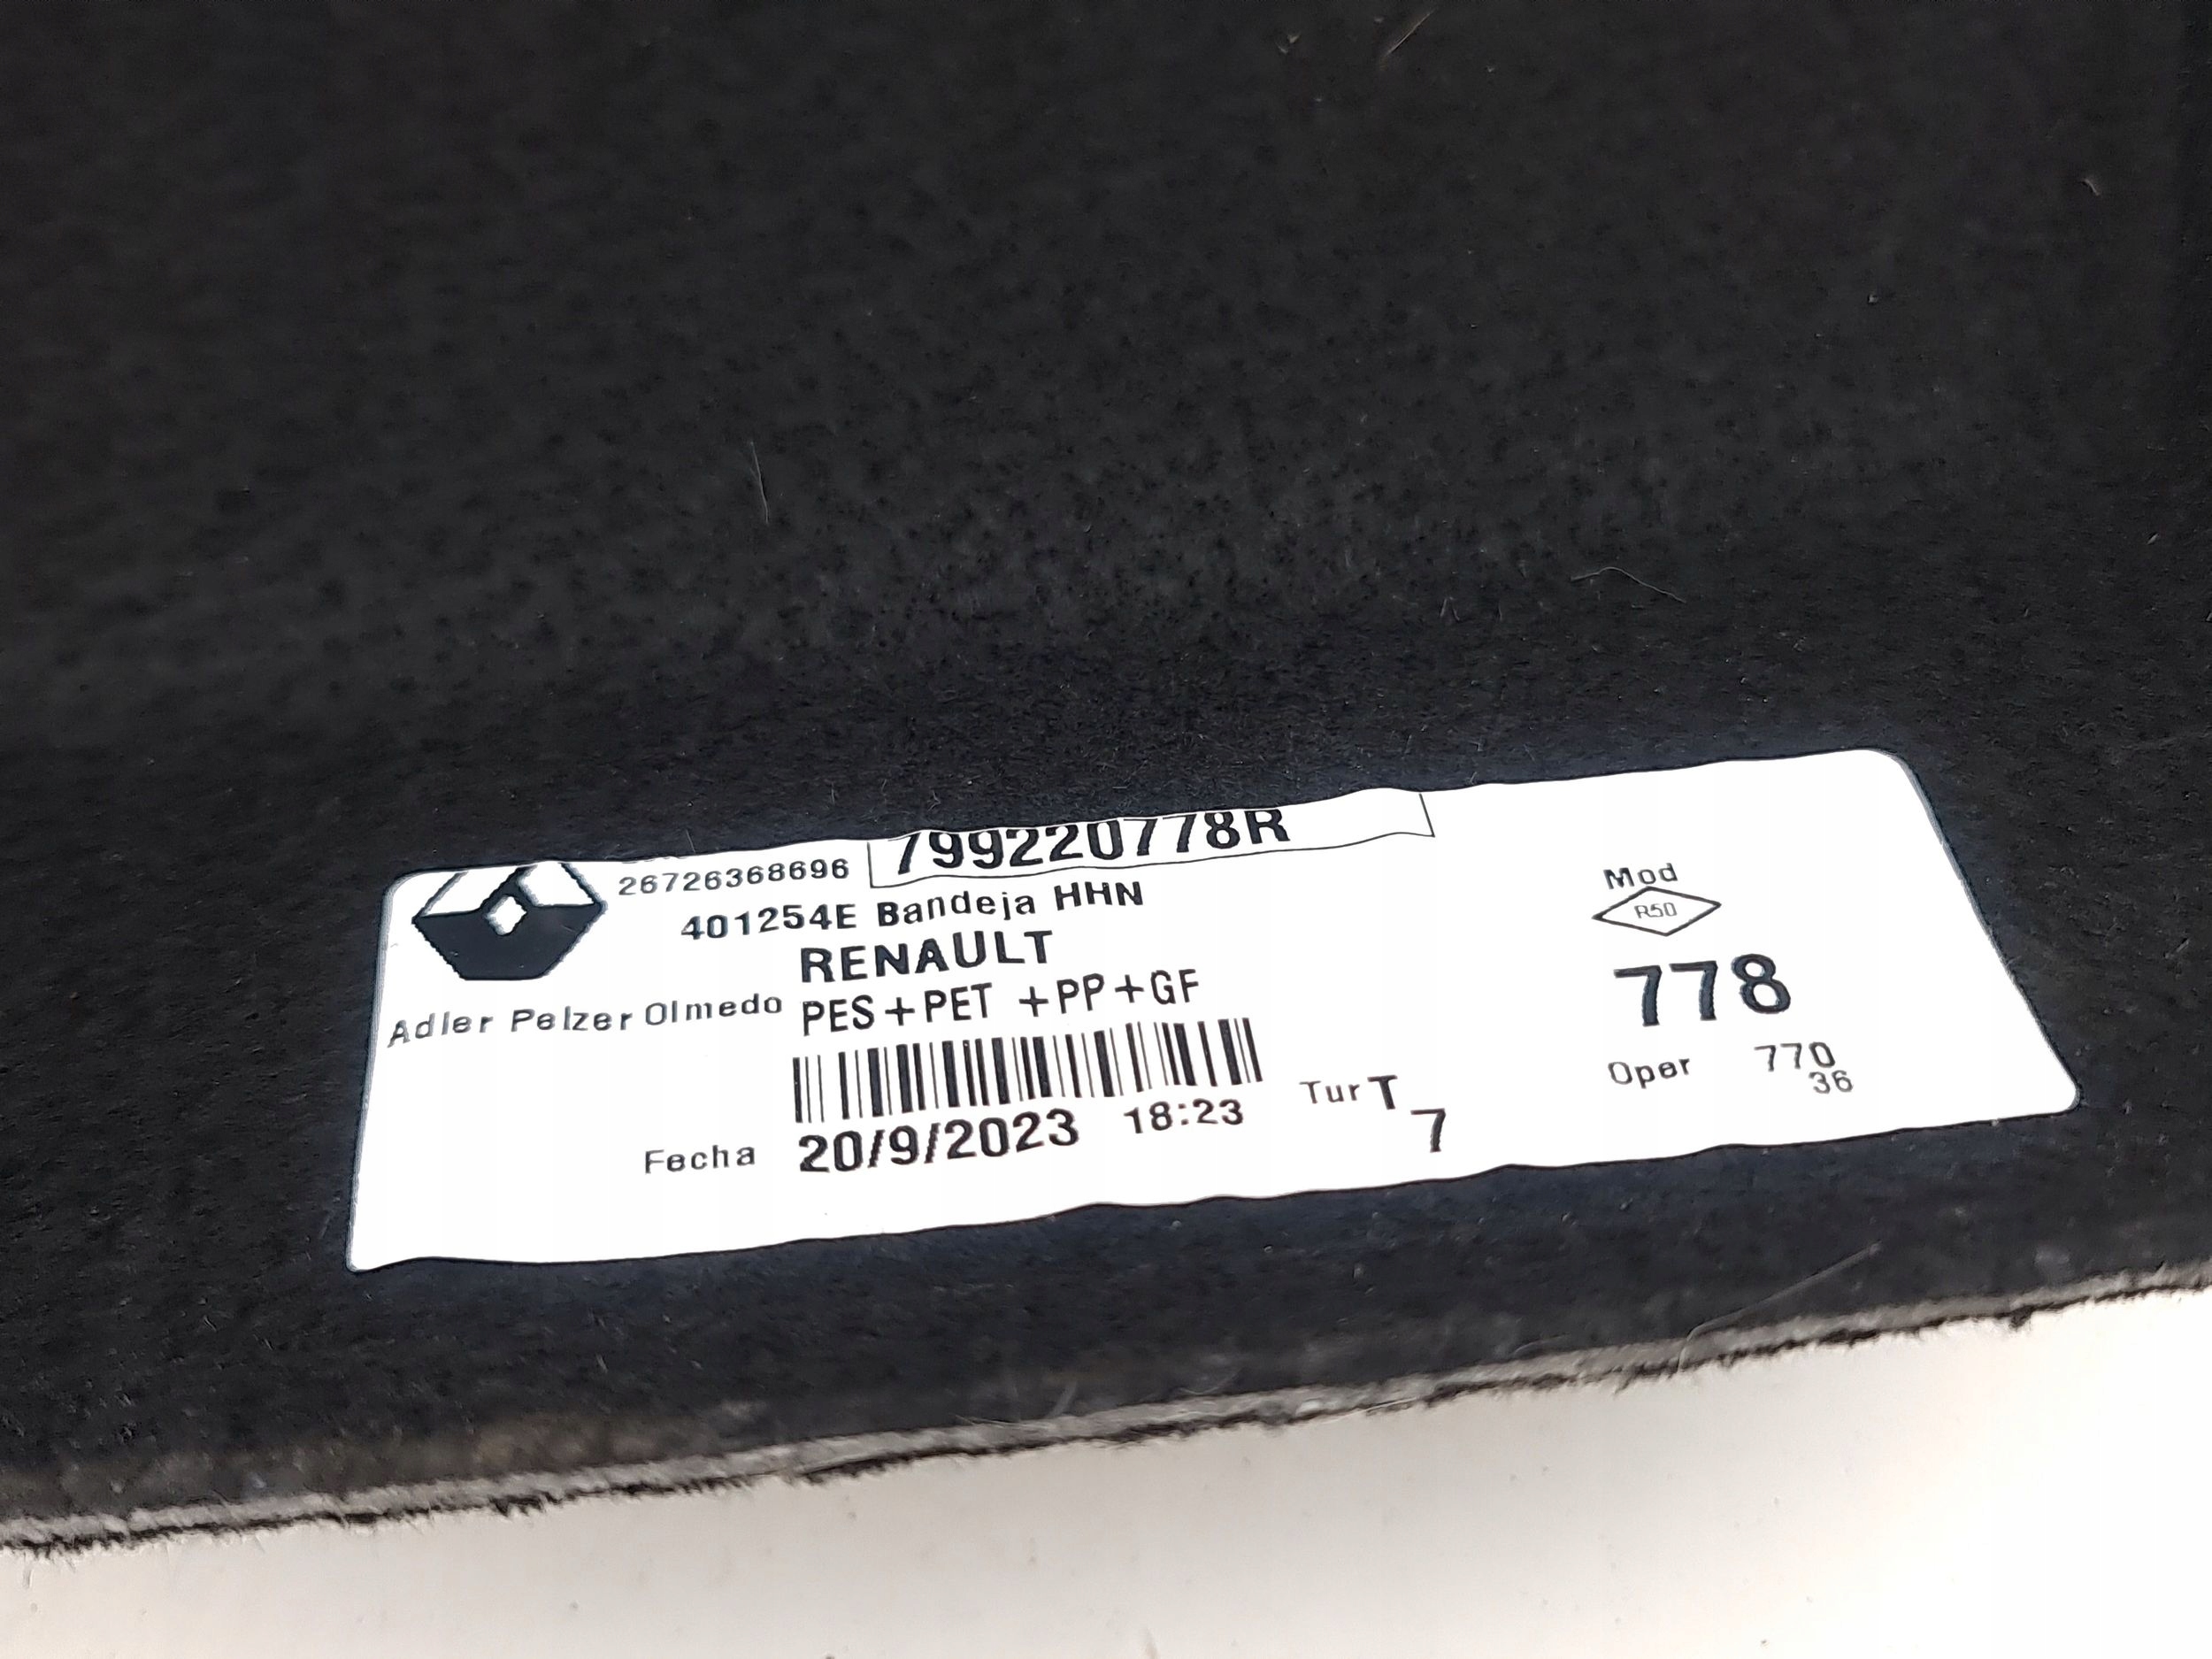 26726368696 799220778R
401254E Bandeja HHN
RENAULT
Adler Pelzer Olmedo PES+PET +PP+GF
Fecha 20/9/2023 18:23 Tur T
7
Mod
R50
778
Oper 770
36